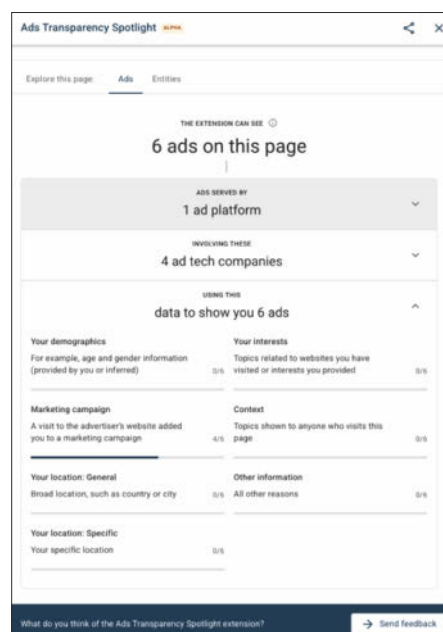 Ads Transparency Spotlight ALPHA
Explore this page Ads Entities
THE EXTENSION CAN SEE
6 ads on this page
ADS SERVED BY
1 ad platform
INVOLVING THESE
4 ad tech companies
USING THIS
data to show you 6 ads
Your demographics
For example, age and gender information
(provided by you or inferred) 0/6
Your interests
Topics related to websites you have
visited or interests you provided 0/6
Marketing campaign
A visit to the advertiser's website added
you to a marketing campaign 4/6
Context
Topics shown to anyone who visits this
page 0/6
Your location: General
Broad location, such as country or city 0/6
Other information
All other reasons 0/6
Your location: Specific
Your specific location 0/6
What do you think of the Ads Transparency Spotlight extension? Send feedback